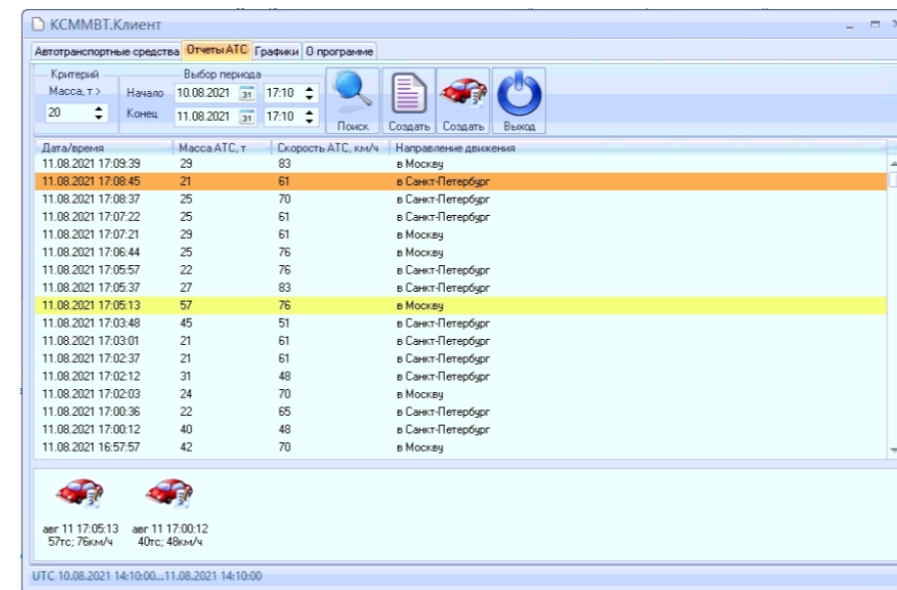 КСММВТ.Клиент
Автотранспортные средства Отчеты АТС Графики О программе
Критерий Выбор периода
Масса, т > Начало 10.08.2021 31 17:10
20 Конец 11.08.2021 31 17:10
Поиск Создать Создать Выход
Дата/время Масса АТС, т Скорость АТС, км/ч Направление движения
11.08.2021 17:09:39 29 83 в Москву
11.08.2021 17:08:45 21 61 в Санкт-Петербург
11.08.2021 17:08:37 25 70 в Санкт-Петербург
11.08.2021 17:07:22 25 61 в Санкт-Петербург
11.08.2021 17:07:21 29 61 в Москву
11.08.2021 17:06:44 25 76 в Москву
11.08.2021 17:05:57 22 76 в Санкт-Петербург
11.08.2021 17:05:37 27 83 в Санкт-Петербург
11.08.2021 17:05:13 57 76 в Москву
11.08.2021 17:03:48 45 51 в Санкт-Петербург
11.08.2021 17:03:01 21 61 в Санкт-Петербург
11.08.2021 17:02:37 21 61 в Санкт-Петербург
11.08.2021 17:02:12 31 48 в Санкт-Петербург
11.08.2021 17:02:03 24 70 в Москву
11.08.2021 17:00:36 22 65 в Санкт-Петербург
11.08.2021 17:00:12 40 48 в Санкт-Петербург
11.08.2021 16:57:57 42 70 в Москву
авг 11 17:05:13 авг 11 17:00:12
57тс; 76км/ч 40тс; 48км/ч
UTC 10.08.2021 14:10:00...11.08.2021 14:10:00